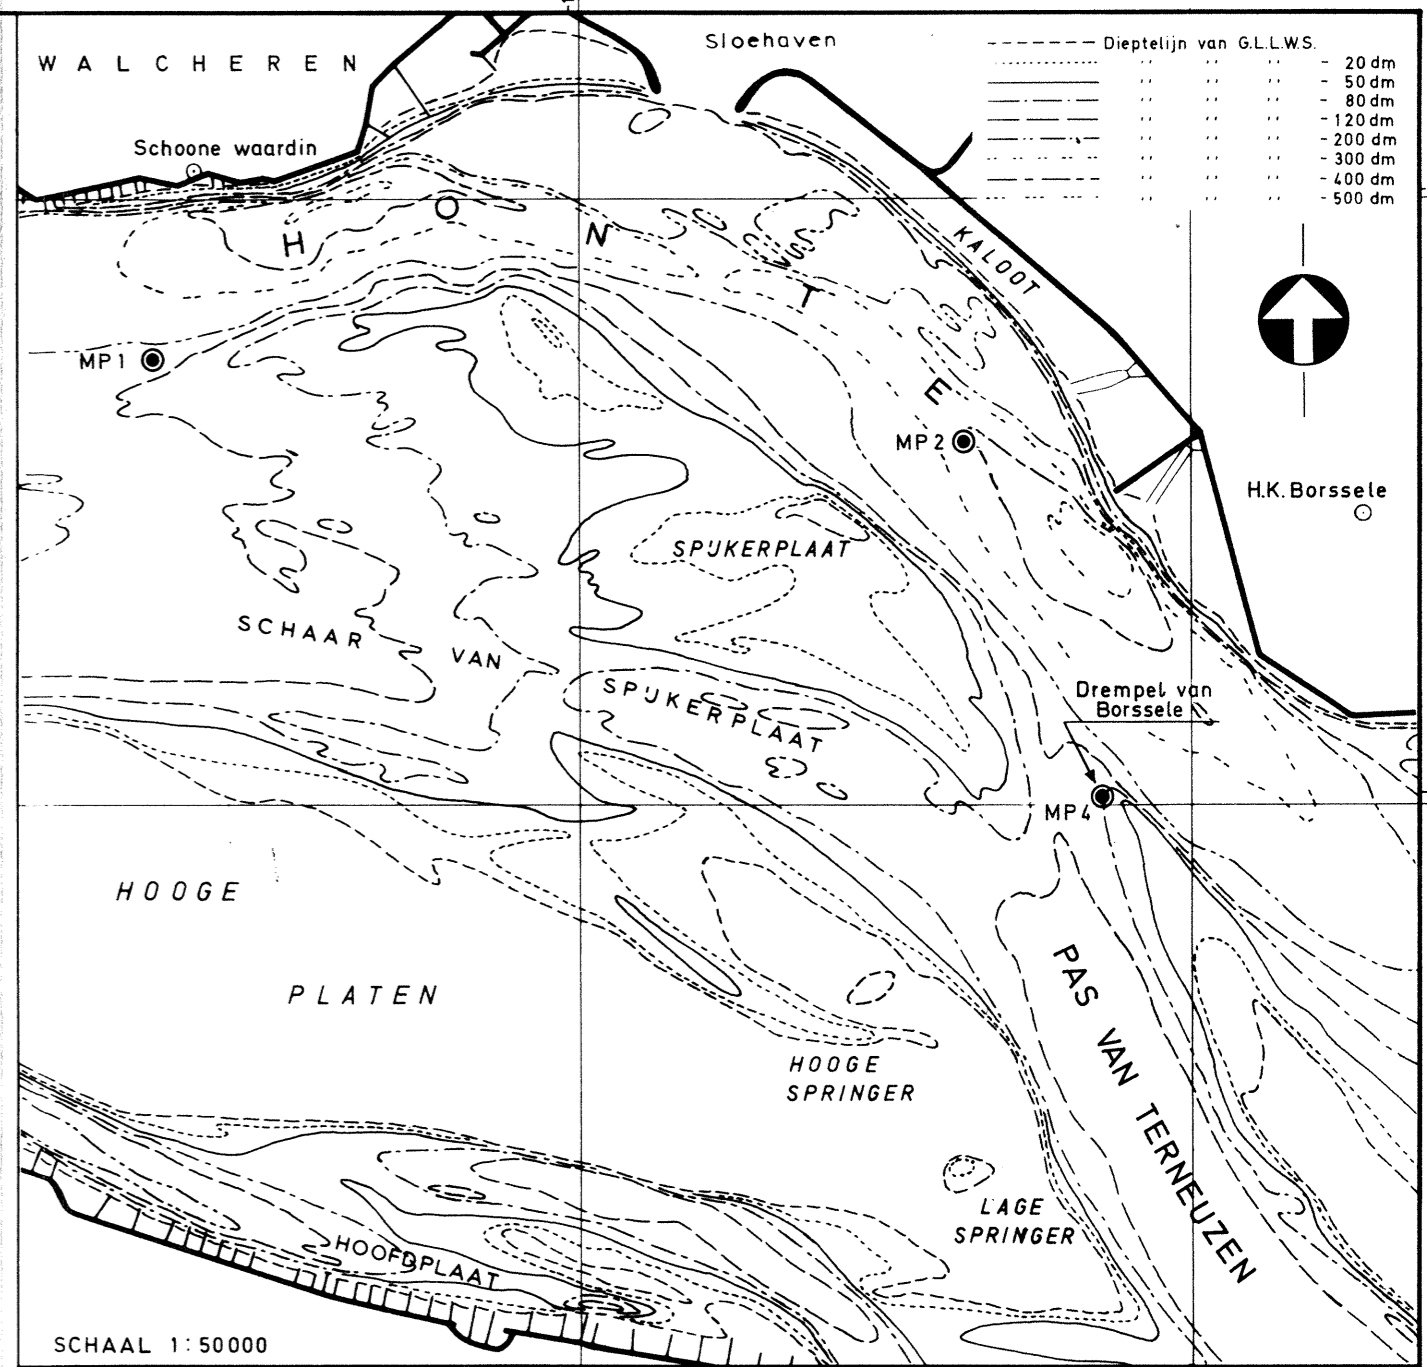 WALCHEREN
Sloehaven
Dieptelijn van G.L.L.W.S.
" " " - 20 dm
" " " - 50 dm
" " " - 80 dm
" " " - 120 dm
" " " - 200 dm
" " " - 300 dm
" " " - 400 dm
" " " - 500 dm
Schoone waardin
HONTE
KALOOT
MP 1
MP 2
H.K. Borssele
SPIJKERPLAAT
SCHAAR VAN SPIJKERPLAAT
Drempel van
Borssele
MP 4
HOOGE
PLATEN
PAS VAN TERNEUZEN
HOOGE
SPRINGER
LAGE
SPRINGER
HOOFDPLAAT
SCHAAL 1:50000